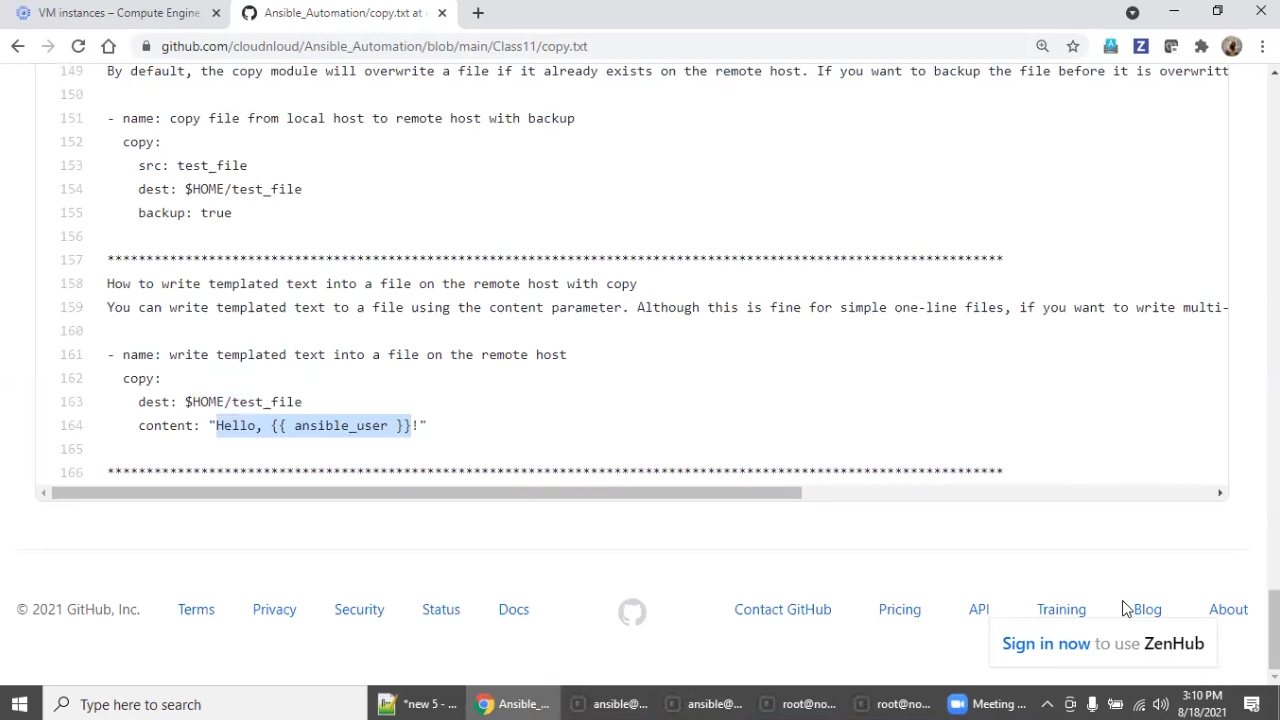 VM instances – Compute Engine
Ansible_Automation/copy.txt at
github.com/cloudnloud/Ansible_Automation/blob/main/Class11/copy.txt
149 By default, the copy module will overwrite a file if it already exists on the remote host. If you want to backup the file before it is overwritt
150
151 - name: copy file from local host to remote host with backup
152 copy:
153 src: test_file
154 dest: $HOME/test_file
155 backup: true
156
157 *******************************************************************************************************************
158 How to write templated text into a file on the remote host with copy
159 You can write templated text to a file using the content parameter. Although this is fine for simple one-line files, if you want to write multi-
160
161 - name: write templated text into a file on the remote host
162 copy:
163 dest: $HOME/test_file
164 content: "Hello, {{ ansible_user }}!"
165
166 *******************************************************************************************************************
© 2021 GitHub, Inc. Terms Privacy Security Status Docs Contact GitHub Pricing API Training Blog About
Sign in now to use ZenHub
Type here to search
*new 5 - ...
Ansible_...
ansible@...
ansible@...
root@no...
root@no...
Meeting ...
3:10 PM
8/18/2021